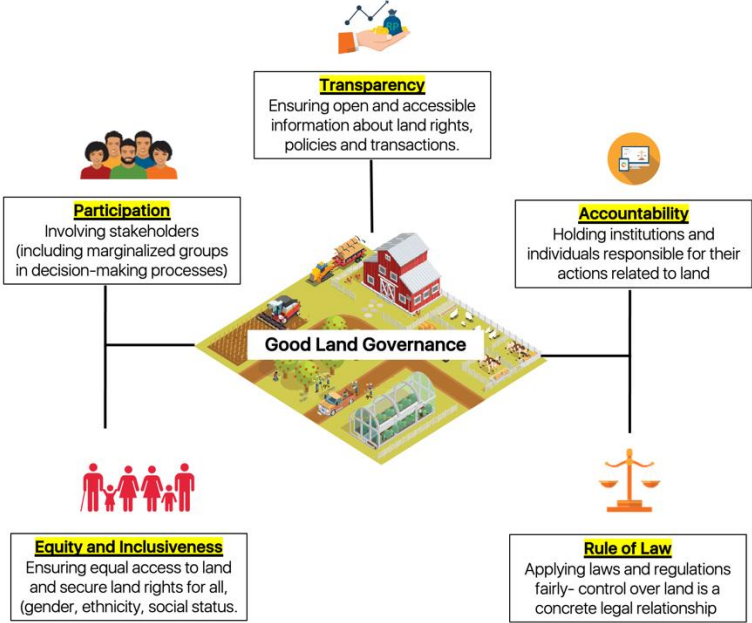 Transparency
Ensuring open and accessible
information about land rights,
policies and transactions.
Participation
Involving stakeholders
(including marginalized groups
in decision-making processes)
Accountability
Holding institutions and
individuals responsible for their
actions related to land
Good Land Governance
Equity and Inclusiveness
Ensuring equal access to land
and secure land rights for all,
(gender, ethnicity, social status.
Rule of Law
Applying laws and regulations
fairly- control over land is a
concrete legal relationship